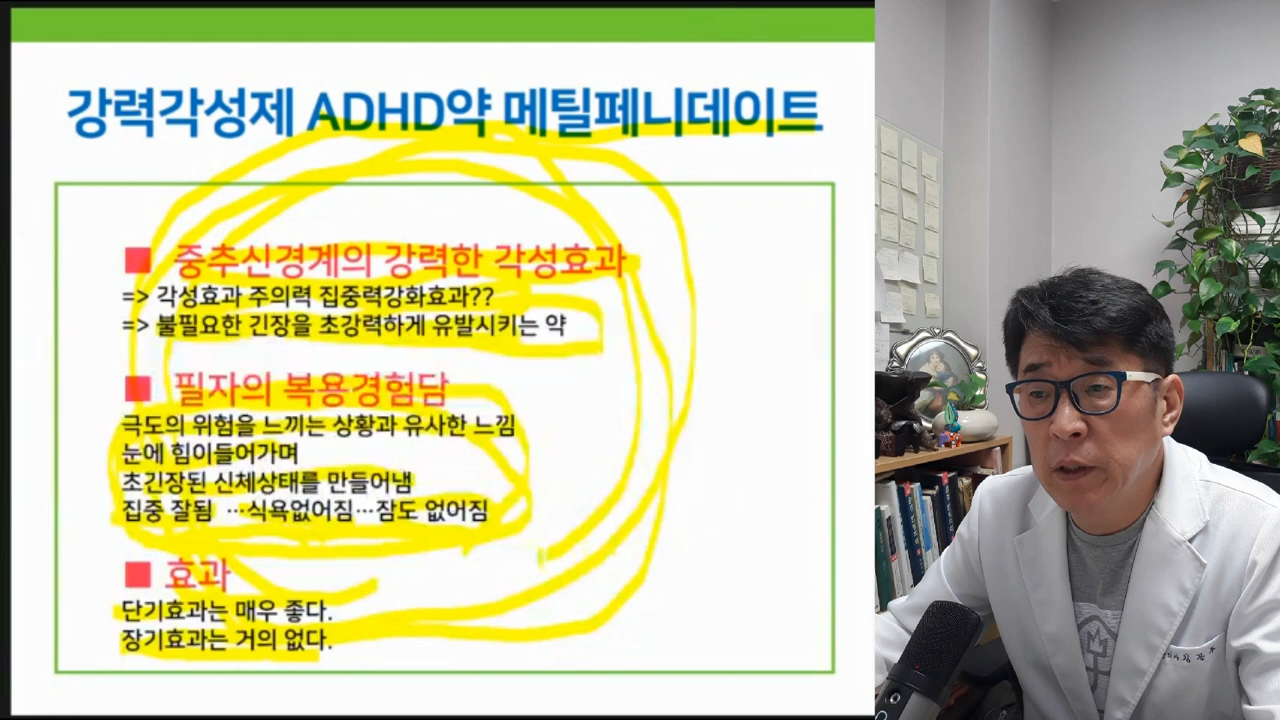 강력각성제 ADHD약 메틸페니데이트
■ 중추신경계의 강력한 각성효과
=> 각성효과 주의력 집중력강화효과??
=> 불필요한 긴장을 초강력하게 유발시키는 약
■ 필자의 복용경험담
극도의 위험을 느끼는 상황과 유사한 느낌
눈에 힘이들어가며
초긴장된 신체상태를 만들어냄
집중 잘됨 …식욕없어짐…잠도 없어짐
■ 효과
단기효과는 매우 좋다.
장기효과는 거의 없다.